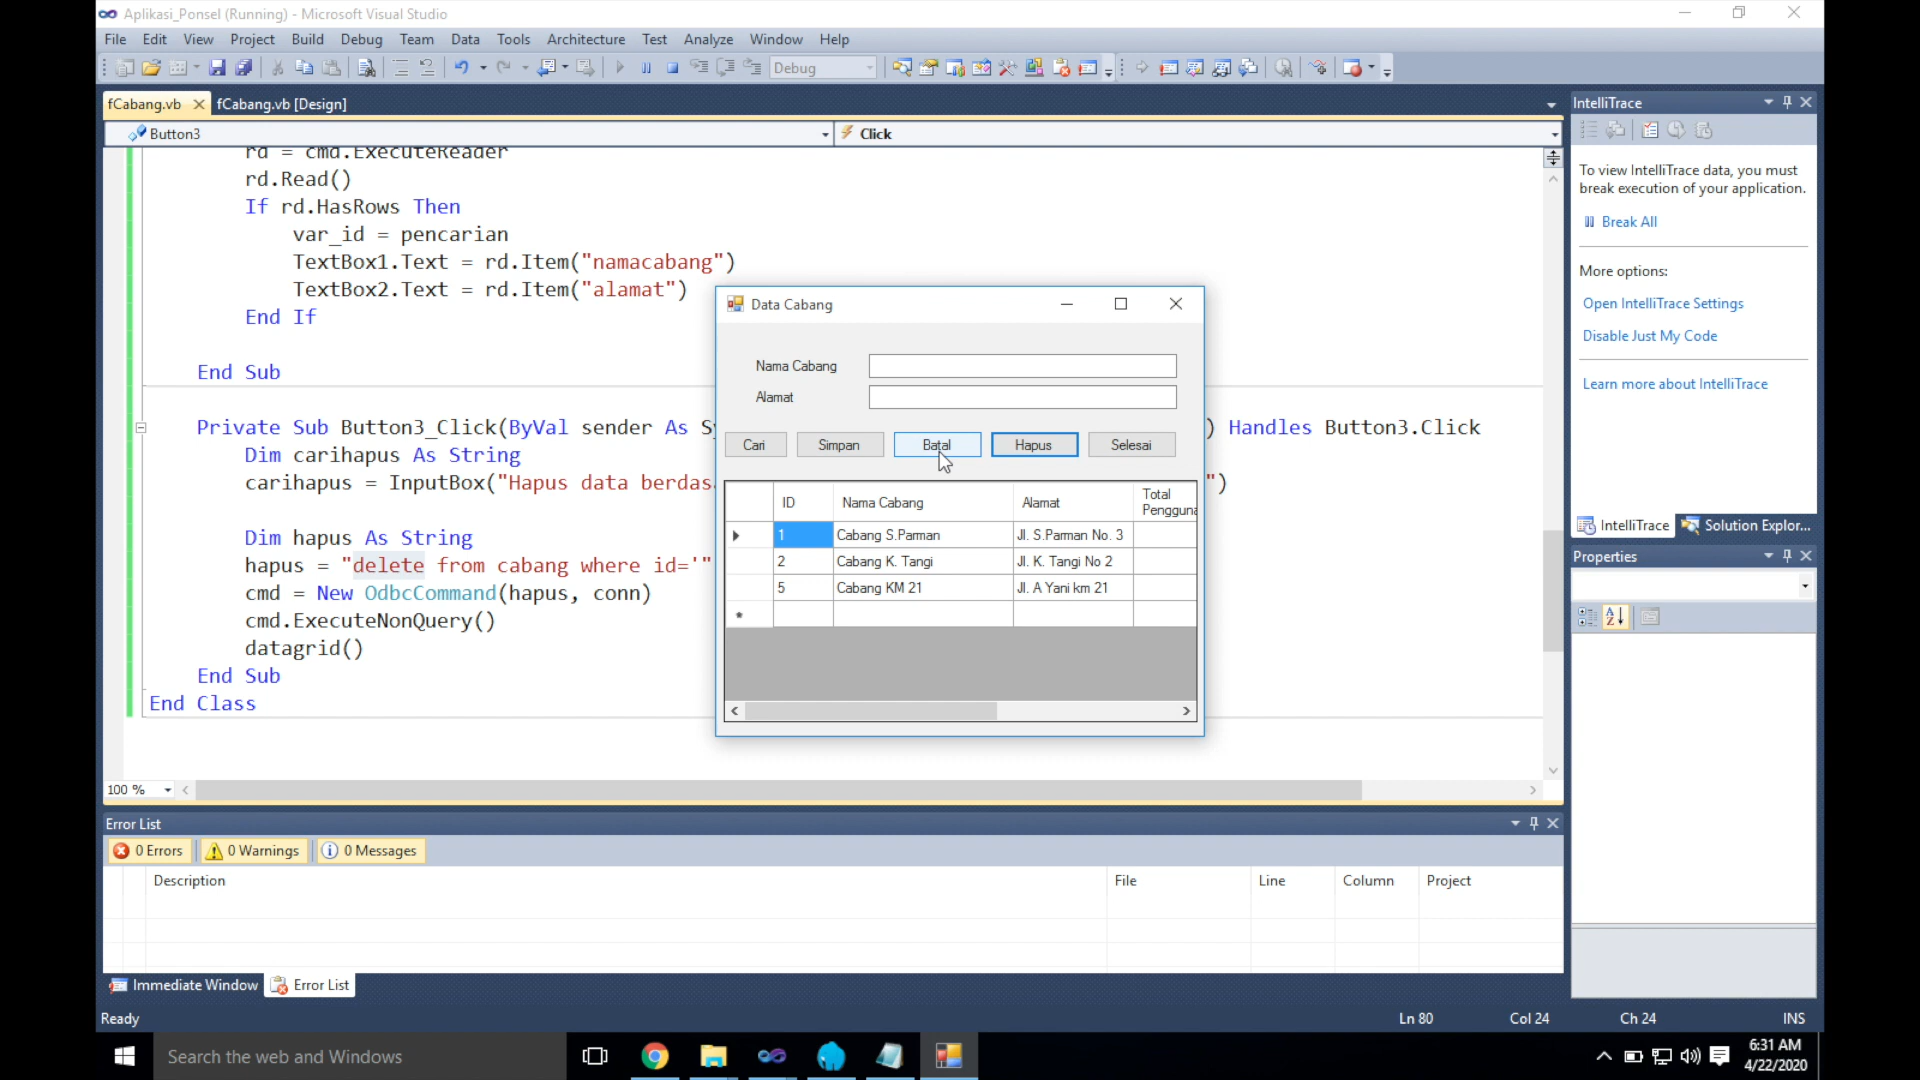 Aplikasi_Ponsel (Running) - Microsoft Visual Studio
File Edit View Project Build Debug Team Data Tools Architecture Test Analyze Window Help
Debug
fCabang.vb fCabang.vb [Design]
Button3 Click
rd = cmd.ExecuteReader
rd.Read()
If rd.HasRows Then
var_id = pencarian
TextBox1.Text = rd.Item("namacabang")
TextBox2.Text = rd.Item("alamat")
End If
End Sub
Private Sub Button3_Click(ByVal sender As Sy ) Handles Button3.Click
Dim carihapus As String
carihapus = InputBox("Hapus data berdas ")
Dim hapus As String
hapus = "delete from cabang where id='"
cmd = New OdbcCommand(hapus, conn)
cmd.ExecuteNonQuery()
datagrid()
End Sub
End Class
100 %
Data Cabang
Nama Cabang
Alamat
Cari Simpan Batal Hapus Selesai
ID Nama Cabang Alamat Total Pengguna
1 Cabang S.Parman Jl. S.Parman No. 3
2 Cabang K. Tangi Jl. K. Tangi No 2
5 Cabang KM 21 Jl. A Yani km 21
*
IntelliTrace
To view IntelliTrace data, you must
break execution of your application.
Break All
More options:
Open IntelliTrace Settings
Disable Just My Code
Learn more about IntelliTrace
IntelliTrace Solution Explor...
Properties
Error List
0 Errors 0 Warnings 0 Messages
Description File Line Column Project
Immediate Window Error List
Ready Ln 80 Col 24 Ch 24 INS
Search the web and Windows
6:31 AM
4/22/2020